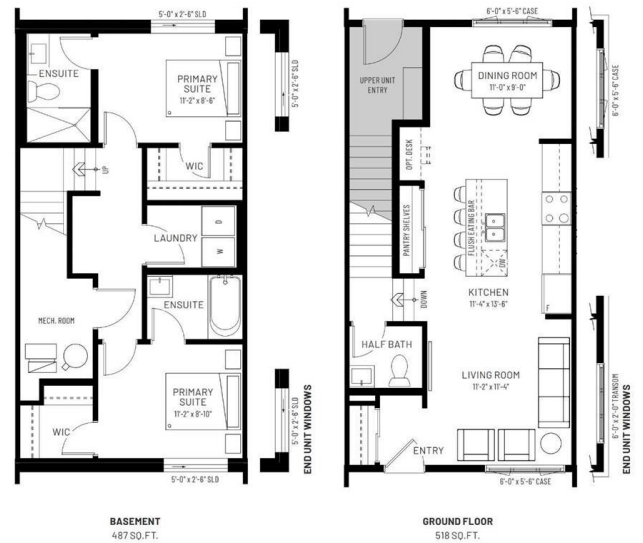 5'-0" x 2'-6" SLD
ENSUITE
PRIMARY
SUITE
11'-2" x 8'-6"
5'-0" x 2'-6" SLD
WIC
UP
LAUNDRY
D
W
ENSUITE
MECH. ROOM
PRIMARY
SUITE
11'-2" x 8'-10"
WIC
5'-0" x 2'-6" SLD
5'-0" x 2'-6" SLD
END UNIT WINDOWS
BASEMENT
487 SQ.FT.
6'-0" x 5'-6" CASE
UPPER UNIT
ENTRY
DINING ROOM
11'-0" x 9'-0"
6'-0" x 5'-6" CASE
OPT. DESK
PANTRY SHELVES
FLUSH EATING BAR
DW
KITCHEN
11'-4" x 13'-6"
F
DOWN
HALF BATH
LIVING ROOM
11'-2" x 11'-4"
6'-0" x 2'-0" TRANSOM
ENTRY
6'-0" x 5'-6" CASE
END UNIT WINDOWS
GROUND FLOOR
518 SQ.FT.